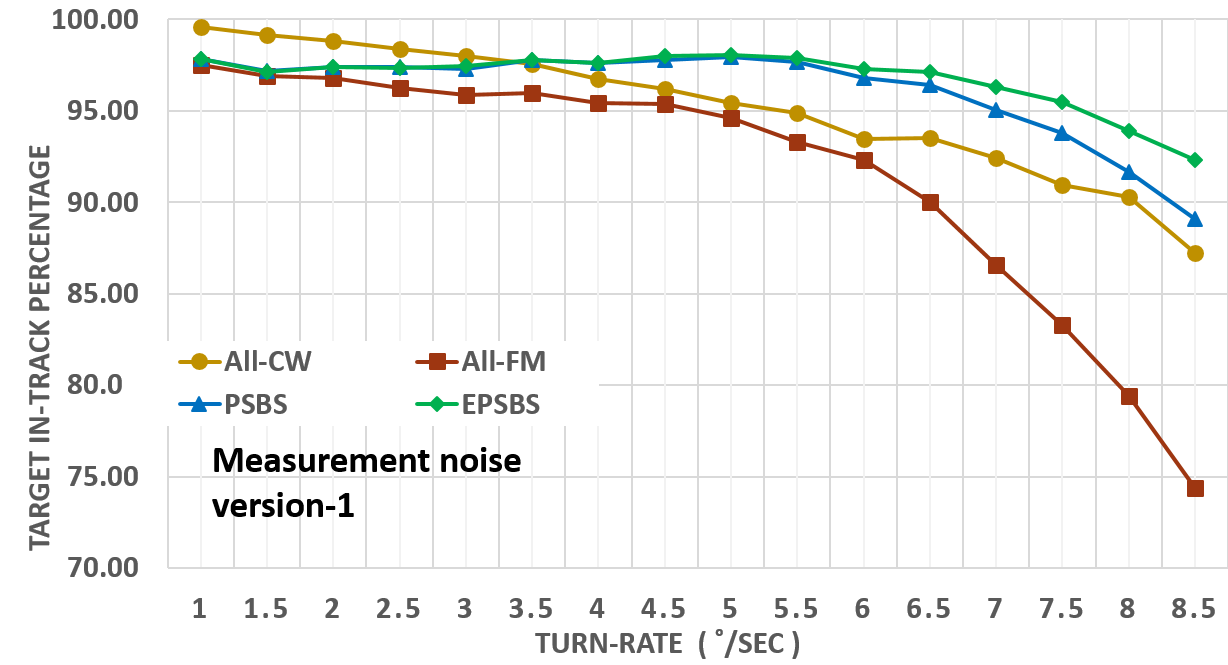 100.00
95.00
90.00
85.00
80.0
75.00
70.00
TARGET IN-TRACK PERCENTAGE
All-CW All-FM
PSBS EPSBS
Measurement noise
version-1
1 1.5 2 2.5 3 3.5 4 4.5 5 5.5 6 6.5 7 7.5 8 8.5
TURN-RATE ( °/SEC )